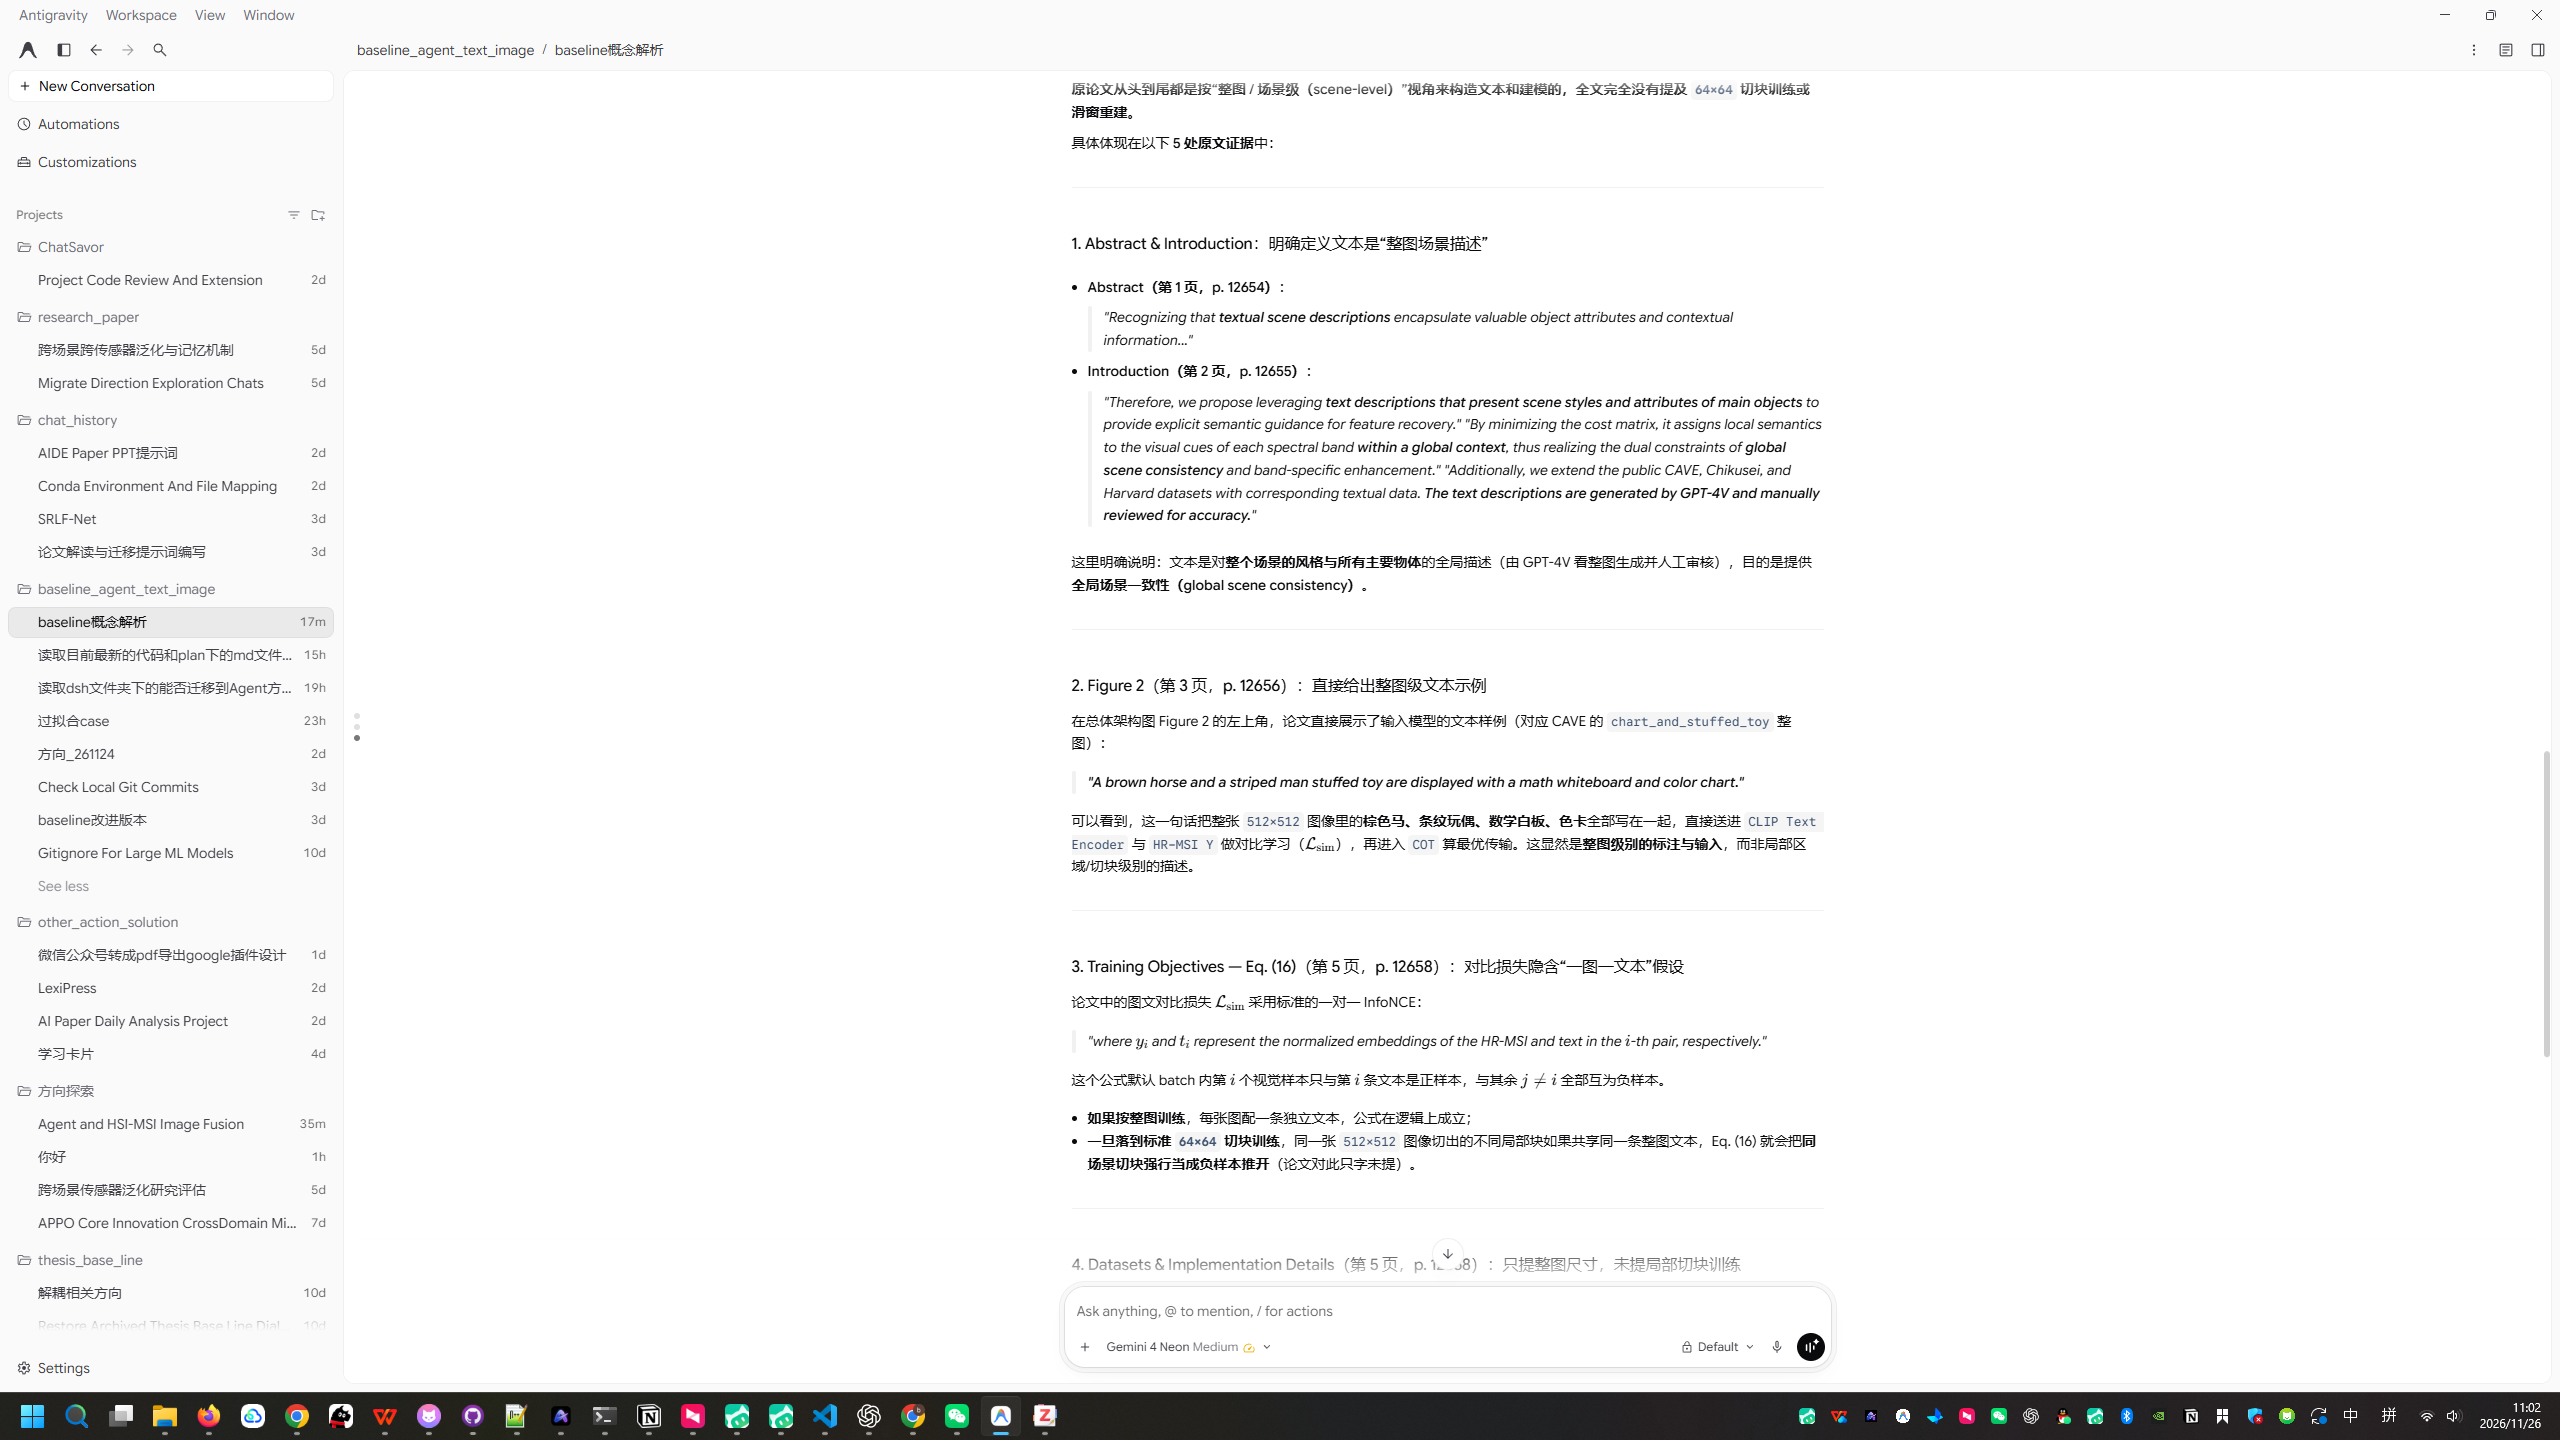 Antigravity Workspace View Window
baseline_agent_text_image / baseline概念解析
New Conversation
Automations
Customizations
Projects
ChatSavor
Project Code Review And Extension 2d
research_paper
跨场景跨传感器泛化与记忆机制 5d
Migrate Direction Exploration Chats 5d
chat_history
AIDE Paper PPT提示词 2d
Conda Environment And File Mapping 2d
SRLF-Net 3d
论文解读与迁移提示词编写 3d
baseline_agent_text_image
baseline概念解析 17m
读取目前最新的代码和plan下的md文件... 15h
读取dsh文件夹下的能否迁移到Agent方... 19h
过拟合case 23h
方向_261124 2d
Check Local Git Commits 3d
baseline改进版本 3d
Gitignore For Large ML Models 10d
See less
other_action_solution
微信公众号转成pdf导出google插件设计 1d
LexiPress 2d
AI Paper Daily Analysis Project 2d
学习卡片 4d
方向探索
Agent and HSI-MSI Image Fusion 35m
你好 1h
跨场景传感器泛化研究评估 5d
APPO Core Innovation CrossDomain Mi... 7d
thesis_base_line
解耦相关方向 10d
Restore Archived Thesis Base Line Dial 10d
Settings
原论文从头到尾都是按“整图 / 场景级（scene-level）”视角来构造文本和建模的，全文完全没有提及 64×64 切块训练或
滑窗重建。
具体体现在以下 5 处原文证据中：
1. Abstract & Introduction：明确定义文本是“整图场景描述”
• Abstract（第 1 页，p. 12654）：
"Recognizing that textual scene descriptions encapsulate valuable object attributes and contextual
information..."
• Introduction（第 2 页，p. 12655）：
"Therefore, we propose leveraging text descriptions that present scene styles and attributes of main objects to
provide explicit semantic guidance for feature recovery." "By minimizing the cost matrix, it assigns local semantics
to the visual cues of each spectral band within a global context, thus realizing the dual constraints of global
scene consistency and band-specific enhancement." "Additionally, we extend the public CAVE, Chikusei, and
Harvard datasets with corresponding textual data. The text descriptions are generated by GPT-4V and manually
reviewed for accuracy."
这里明确说明：文本是对整个场景的风格与所有主要物体的全局描述（由 GPT-4V 看整图生成并人工审核），目的是提供
全局场景一致性（global scene consistency）。
2. Figure 2（第 3 页，p. 12656）：直接给出整图级文本示例
在总体架构图 Figure 2 的左上角，论文直接展示了输入模型的文本样例（对应 CAVE 的 chart_and_stuffed_toy 整
图）：
"A brown horse and a striped man stuffed toy are displayed with a math whiteboard and color chart."
可以看到，这一句话把整张 512×512 图像里的棕色马、条纹玩偶、数学白板、色卡全部写在一起，直接送进 CLIP Text
Encoder 与 HR-MSI Y 做对比学习（ℒsim），再进入 COT 算最优传输。这显然是整图级别的标注与输入，而非局部区
域/切块级别的描述。
3. Training Objectives — Eq. (16)（第 5 页，p. 12658）：对比损失隐含“一图一文本”假设
论文中的图文对比损失 ℒsim 采用标准的一对一 InfoNCE：
"where yi and ti represent the normalized embeddings of the HR-MSI and text in the i-th pair, respectively."
这个公式默认 batch 内第 i 个视觉样本只与第 i 条文本是正样本，与其余 j ≠ i 全部互为负样本。
• 如果按整图训练，每张图配一条独立文本，公式在逻辑上成立；
• 一旦落到标准 64×64 切块训练，同一张 512×512 图像切出的不同局部块如果共享同一条整图文本，Eq. (16) 就会把同
场景切块强行当成负样本推开（论文对此只字未提）。
4. Datasets & Implementation Details（第 5 页，p. 12658）：只提整图尺寸，未提局部切块训练
Ask anything, @ to mention, / for actions
Gemini 4 Neon Medium
Default
中 拼
11:02
2026/11/26